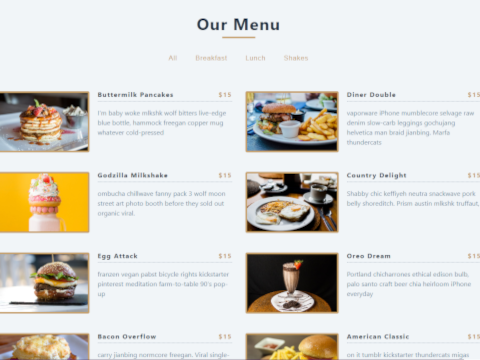 Our Menu
All Breakfast Lunch Shakes
Buttermilk Pancakes $15
I'm baby woke mlkshk wolf bitters live-edge
blue bottle, hammock freegan copper mug
whatever cold-pressed
Diner Double $15
vaporware iPhone mumblecore selvage raw
denim slow-carb leggings gochujang
helvetica man braid jianbing. Marfa
thundercats
Godzilla Milkshake $15
ombucha chillwave fanny pack 3 wolf moon
street art photo booth before they sold out
organic viral.
Country Delight $15
Shabby chic keffiyeh neutra snackwave pork
belly shoreditch. Prism austin mlkshk truffaut,
Egg Attack $15
franzen vegan pabst bicycle rights kickstarter
pinterest meditation farm-to-table 90's pop-
up
Oreo Dream $15
Portland chicharrones ethical edison bulb,
palo santo craft beer chia heirloom iPhone
everyday
Bacon Overflow $15
carry jianbing normcore freegan. Viral single-
American Classic $15
on it tumblr kickstarter thundercats migas